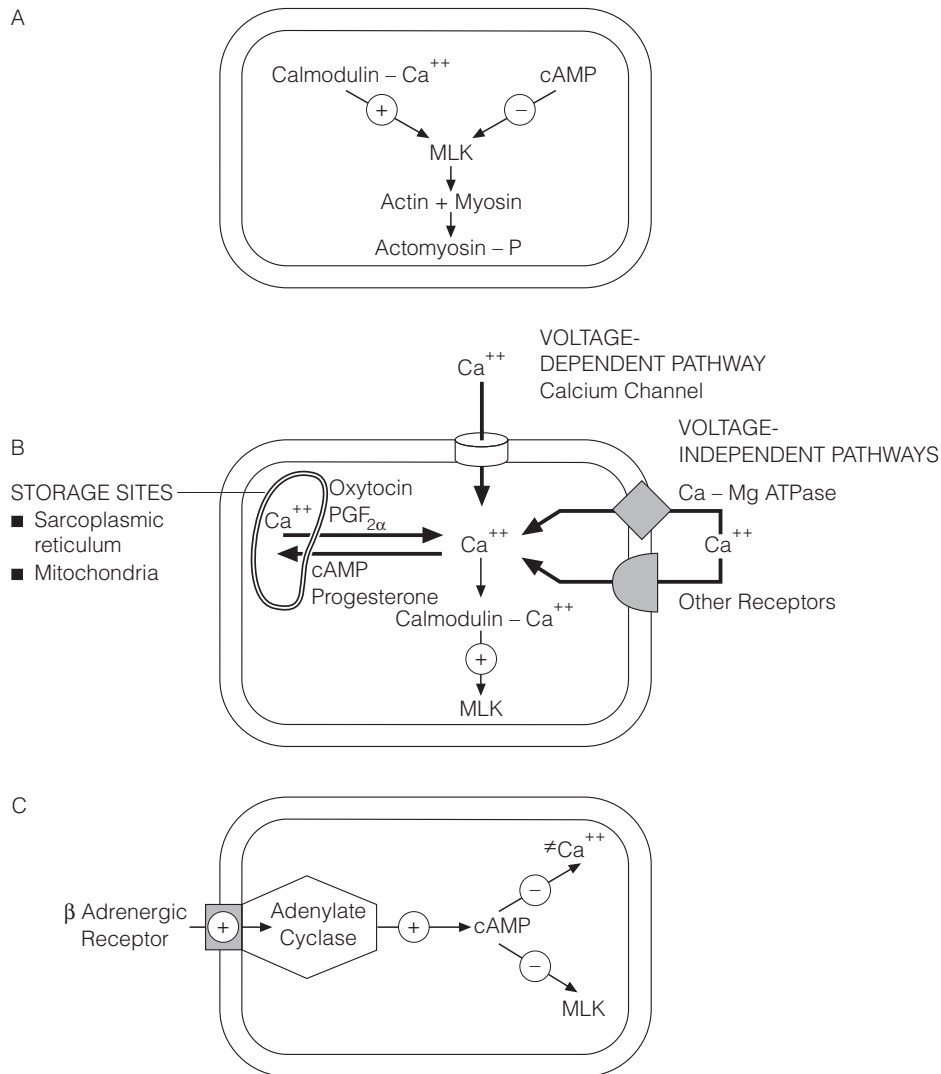 A
Calmodulin – Ca++ cAMP
+ −
MLK
Actin + Myosin
Actomyosin – P
VOLTAGE-
DEPENDENT PATHWAY
Calcium Channel
Ca++
B
VOLTAGE-
INDEPENDENT PATHWAYS
STORAGE SITES
■ Sarcoplasmic
reticulum
■ Mitochondria
Ca++
Oxytocin
PGF2α
cAMP
Progesterone
Ca++
Ca – Mg ATPase
Ca++
Other Receptors
Calmodulin – Ca++
+
MLK
C
β Adrenergic
Receptor
+
Adenylate
Cyclase
+
cAMP
−
≠Ca++
−
MLK